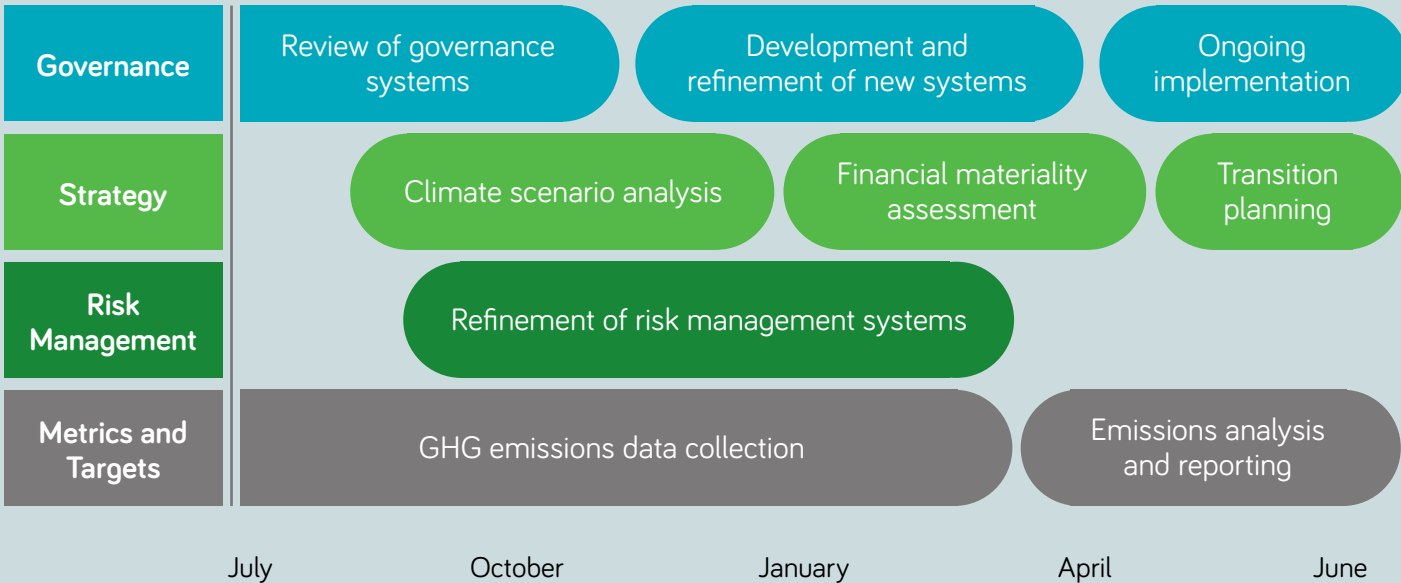 Governance
Review of governance
systems
Development and
refinement of new systems
Ongoing
implementation
Strategy
Climate scenario analysis
Financial materiality
assessment
Transition
planning
Risk
Management
Refinement of risk management systems
Metrics and
Targets
GHG emissions data collection
Emissions analysis
and reporting
July
October
January
April
June